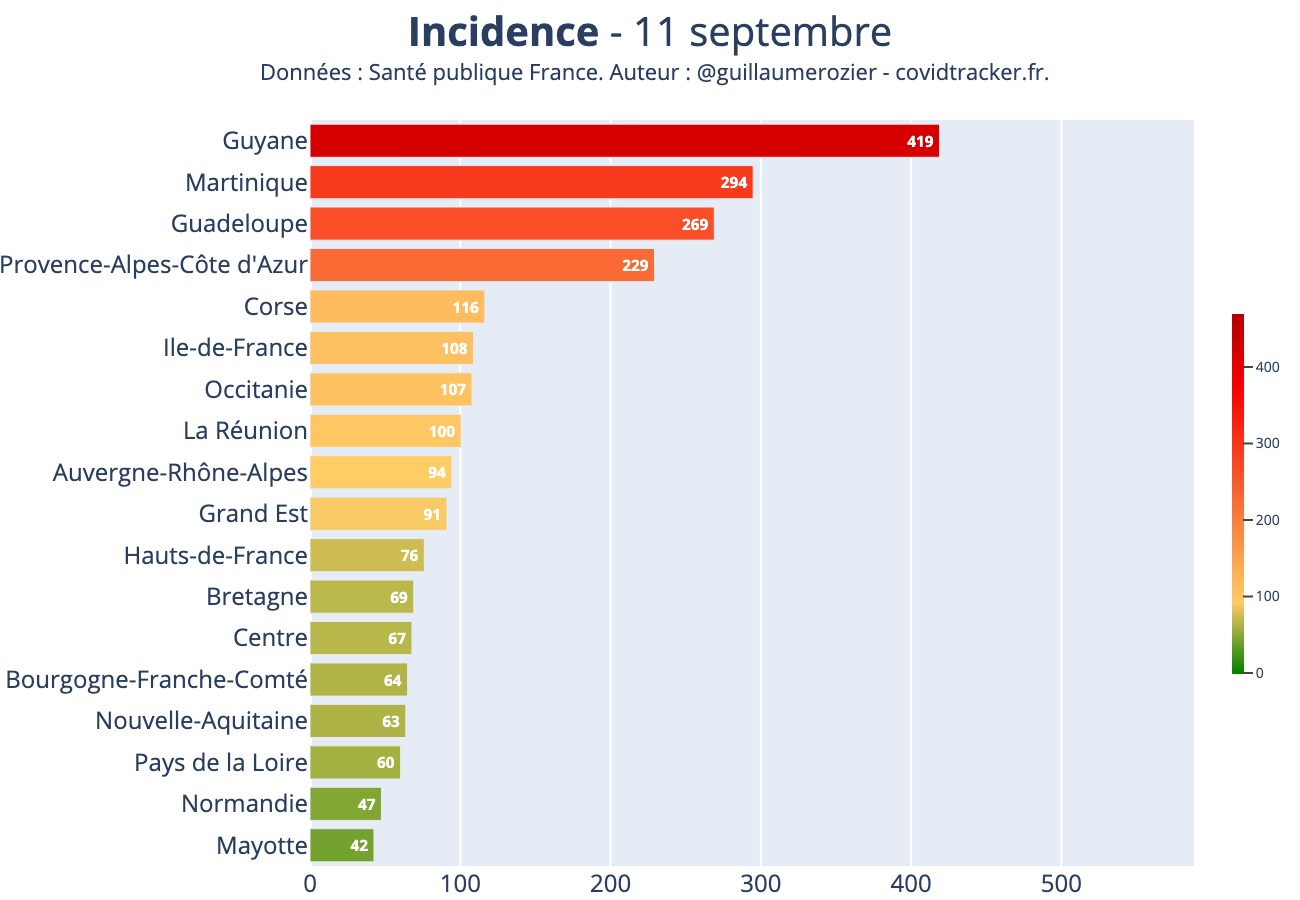 Incidence - 11 septembre
Données : Santé publique France. Auteur : @guillaumerozier - covidtracker.fr.
Guyane 419
Martinique 294
Guadeloupe 269
Provence-Alpes-Côte d'Azur 229
Corse 116
Ile-de-France 108
Occitanie 107
La Réunion 100
Auvergne-Rhône-Alpes 94
Grand Est 91
Hauts-de-France 76
Bretagne 69
Centre 67
Bourgogne-Franche-Comté 64
Nouvelle-Aquitaine 63
Pays de la Loire 60
Normandie 47
Mayotte 42
0 100 200 300 400 500
400
300
200
100
0